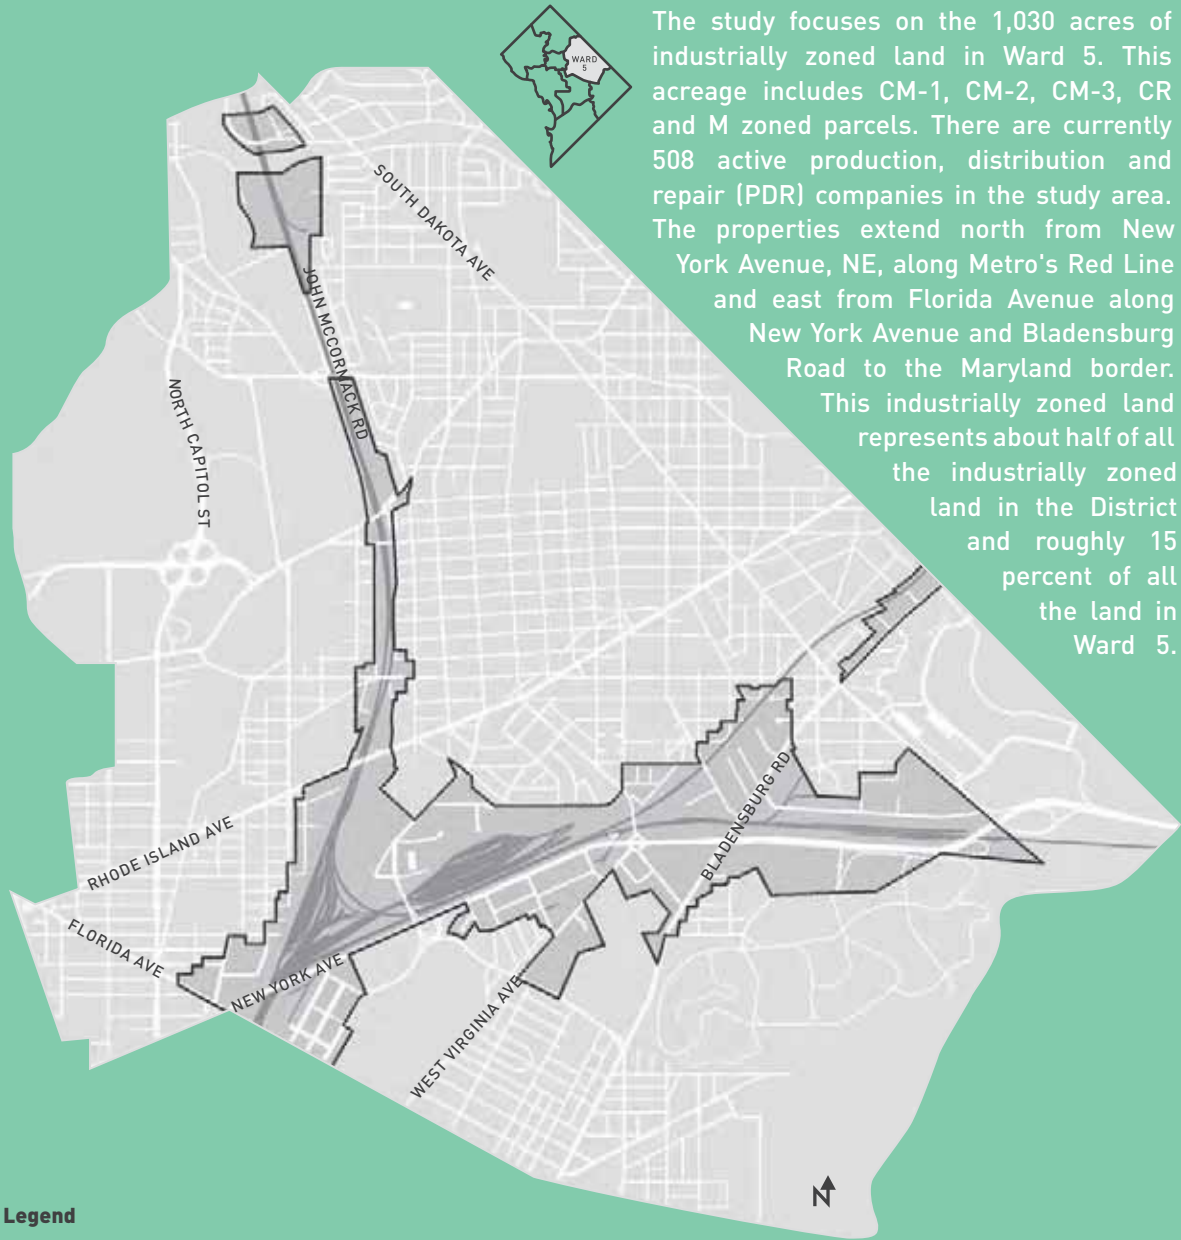 The study focuses on the 1,030 acres of
industrially zoned land in Ward 5. This
acreage includes CM-1, CM-2, CM-3, CR
and M zoned parcels. There are currently
508 active production, distribution and
repair (PDR) companies in the study area.
The properties extend north from New
York Avenue, NE, along Metro's Red Line
and east from Florida Avenue along
New York Avenue and Bladensburg
Road to the Maryland border.
This industrially zoned land
represents about half of all
the industrially zoned
land in the District
and roughly 15
percent of all
the land in
Ward 5.
WARD
5
SOUTH DAKOTA AVE
JOHN MCCORMACK RD
NORTH CAPITOL ST
BLADENSBURG RD
RHODE ISLAND AVE
FLORIDA AVE
NEW YORK AVE
WEST VIRGINIA AVE
N
Legend